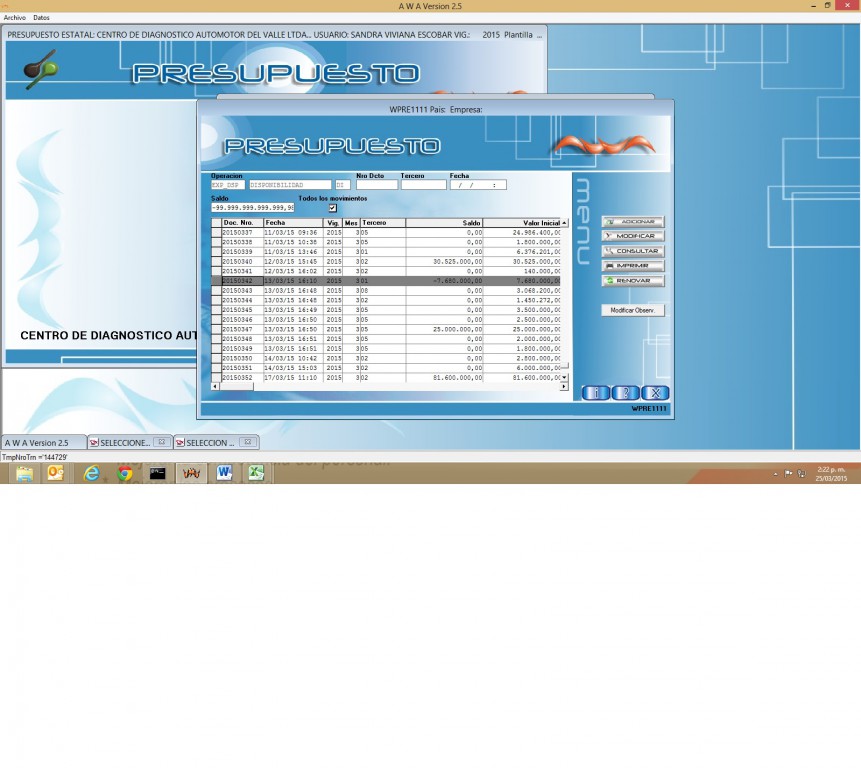 A W A Version 2.5
Archivo Datos
PRESUPUESTO ESTATAL: CENTRO DE DIAGNOSTICO AUTOMOTOR DEL VALLE LTDA.. USUARIO: SANDRA VIVIANA ESCOBAR VIG.: 2015 Plantilla ...
PRESUPUESTO
WPRE1111 Pais: Empresa:
PRESUPUESTO
Operacion Nro Dcto Tercero Fecha
EXP_DSP DISPONIBILIDAD DI / / :
Saldo Todos los movimientos
-99.999.999.999.999,98
Doc. Nro. Fecha Vig. Mes Tercero Saldo Valor Inicial
20150337 11/03/15 09:36 2015 3 05 0,00 24.986.400,00
20150338 11/03/15 10:38 2015 3 05 0,00 1.800.000,00
20150339 11/03/15 13:46 2015 3 01 0,00 6.376.201,00
20150340 12/03/15 15:45 2015 3 02 30.525.000,00 30.525.000,00
20150341 12/03/15 16:02 2015 3 02 0,00 140.000,00
20150342 13/03/15 16:10 2015 3 01 -7.680.000,00 7.680.000,00
20150343 13/03/15 16:48 2015 3 08 0,00 3.068.200,00
20150344 13/03/15 16:48 2015 3 02 0,00 1.450.272,00
20150345 13/03/15 16:49 2015 3 05 0,00 3.500.000,00
20150346 13/03/15 16:50 2015 3 05 0,00 2.500.000,00
20150347 13/03/15 16:50 2015 3 05 25.000.000,00 25.000.000,00
20150348 13/03/15 16:51 2015 3 05 0,00 2.000.000,00
20150349 13/03/15 16:51 2015 3 05 0,00 1.800.000,00
20150350 14/03/15 10:42 2015 3 02 0,00 2.800.000,00
20150351 14/03/15 15:03 2015 3 02 0,00 6.000.000,00
20150352 17/03/15 11:10 2015 3 02 81.600.000,00 81.600.000,00
menu
ADICIONAR
MODIFICAR
CONSULTAR
IMPRIMIR
RENOVAR
Modificar Observ.
CENTRO DE DIAGNOSTICO AUT
WPRE1111
A W A Version 2.5 SELECCIONE... SELECCION ...
TmpNroTrn ='144729'
del personal.
2:22 p. m.
25/03/2015